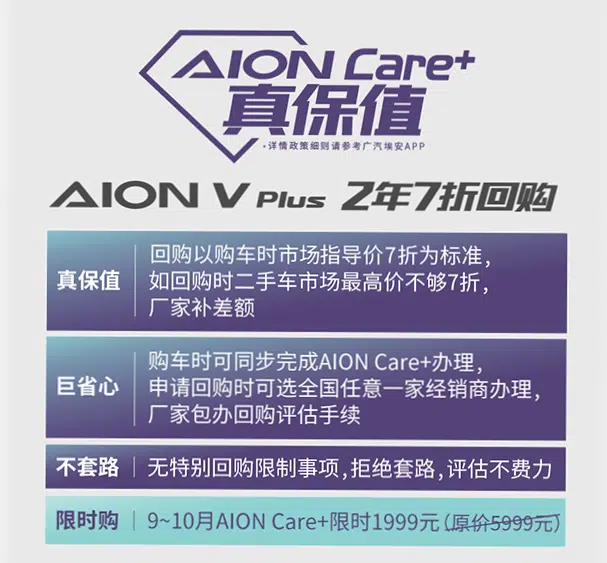 AION Care+
真保值
·详情政策细则请参考广汽埃安APP
AION V Plus 2年7折回购
真保值
回购以购车时市场指导价7折为标准，
如回购时二手车市场最高价不够7折，
厂家补差额
巨省心
购车时可同步完成AION Care+办理，
申请回购时可选全国任意一家经销商办理，
厂家包办回购评估手续
不套路
无特别回购限制事项，拒绝套路，评估不费力
限时购
9~10月AION Care+限时1999元（原价5999元）